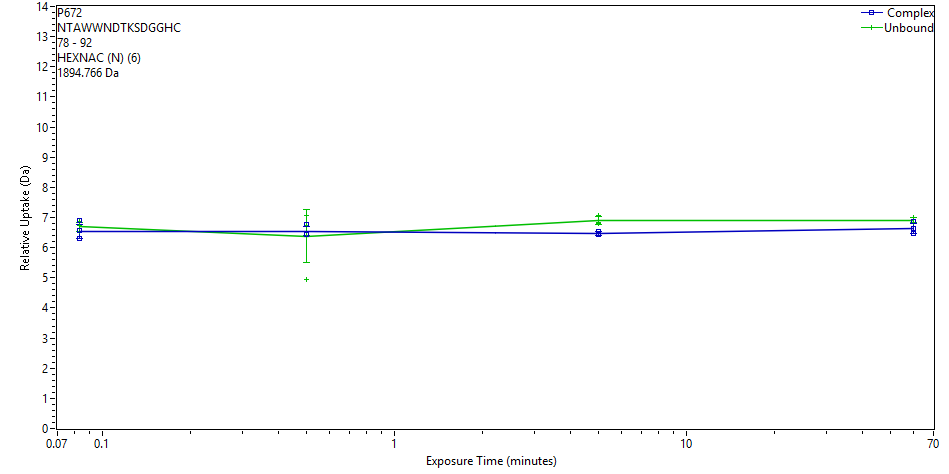 P672
NTAWWNDTKSDGGHC
78 - 92
HEXNAC (N) (6)
1894.766 Da
Complex
Unbound
14
13
12
11
10
9
8
7
6
5
4
3
2
1
0
Relative Uptake (Da)
0.07 0.1 1 10 70
Exposure Time (minutes)